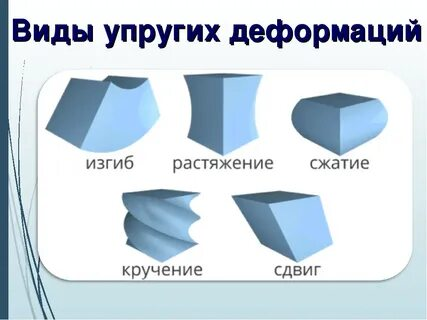 Виды упругих деформаций
изгиб растяжение сжатие
кручение сдвиг